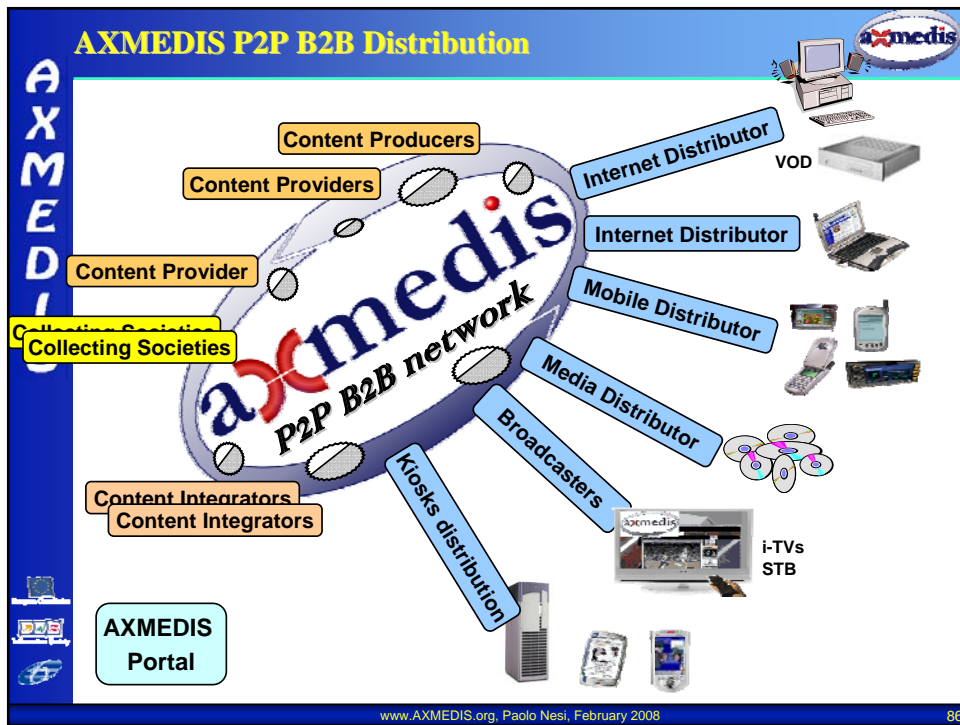 AXMEDIS P2P B2B Distribution
axmedis
AXMEDIS
Content Producers
Content Providers
Content Provider
Collecting Societies
Collecting Societies
Content Integrators
Content Integrators
axmedis
P2P B2B network
Internet Distributor
VOD
Internet Distributor
Mobile Distributor
Media Distributor
Broadcasters
Kiosks distribution
axmedis
i-TVs
STB
AXMEDIS
Portal
www.AXMEDIS.org, Paolo Nesi, February 2008
86